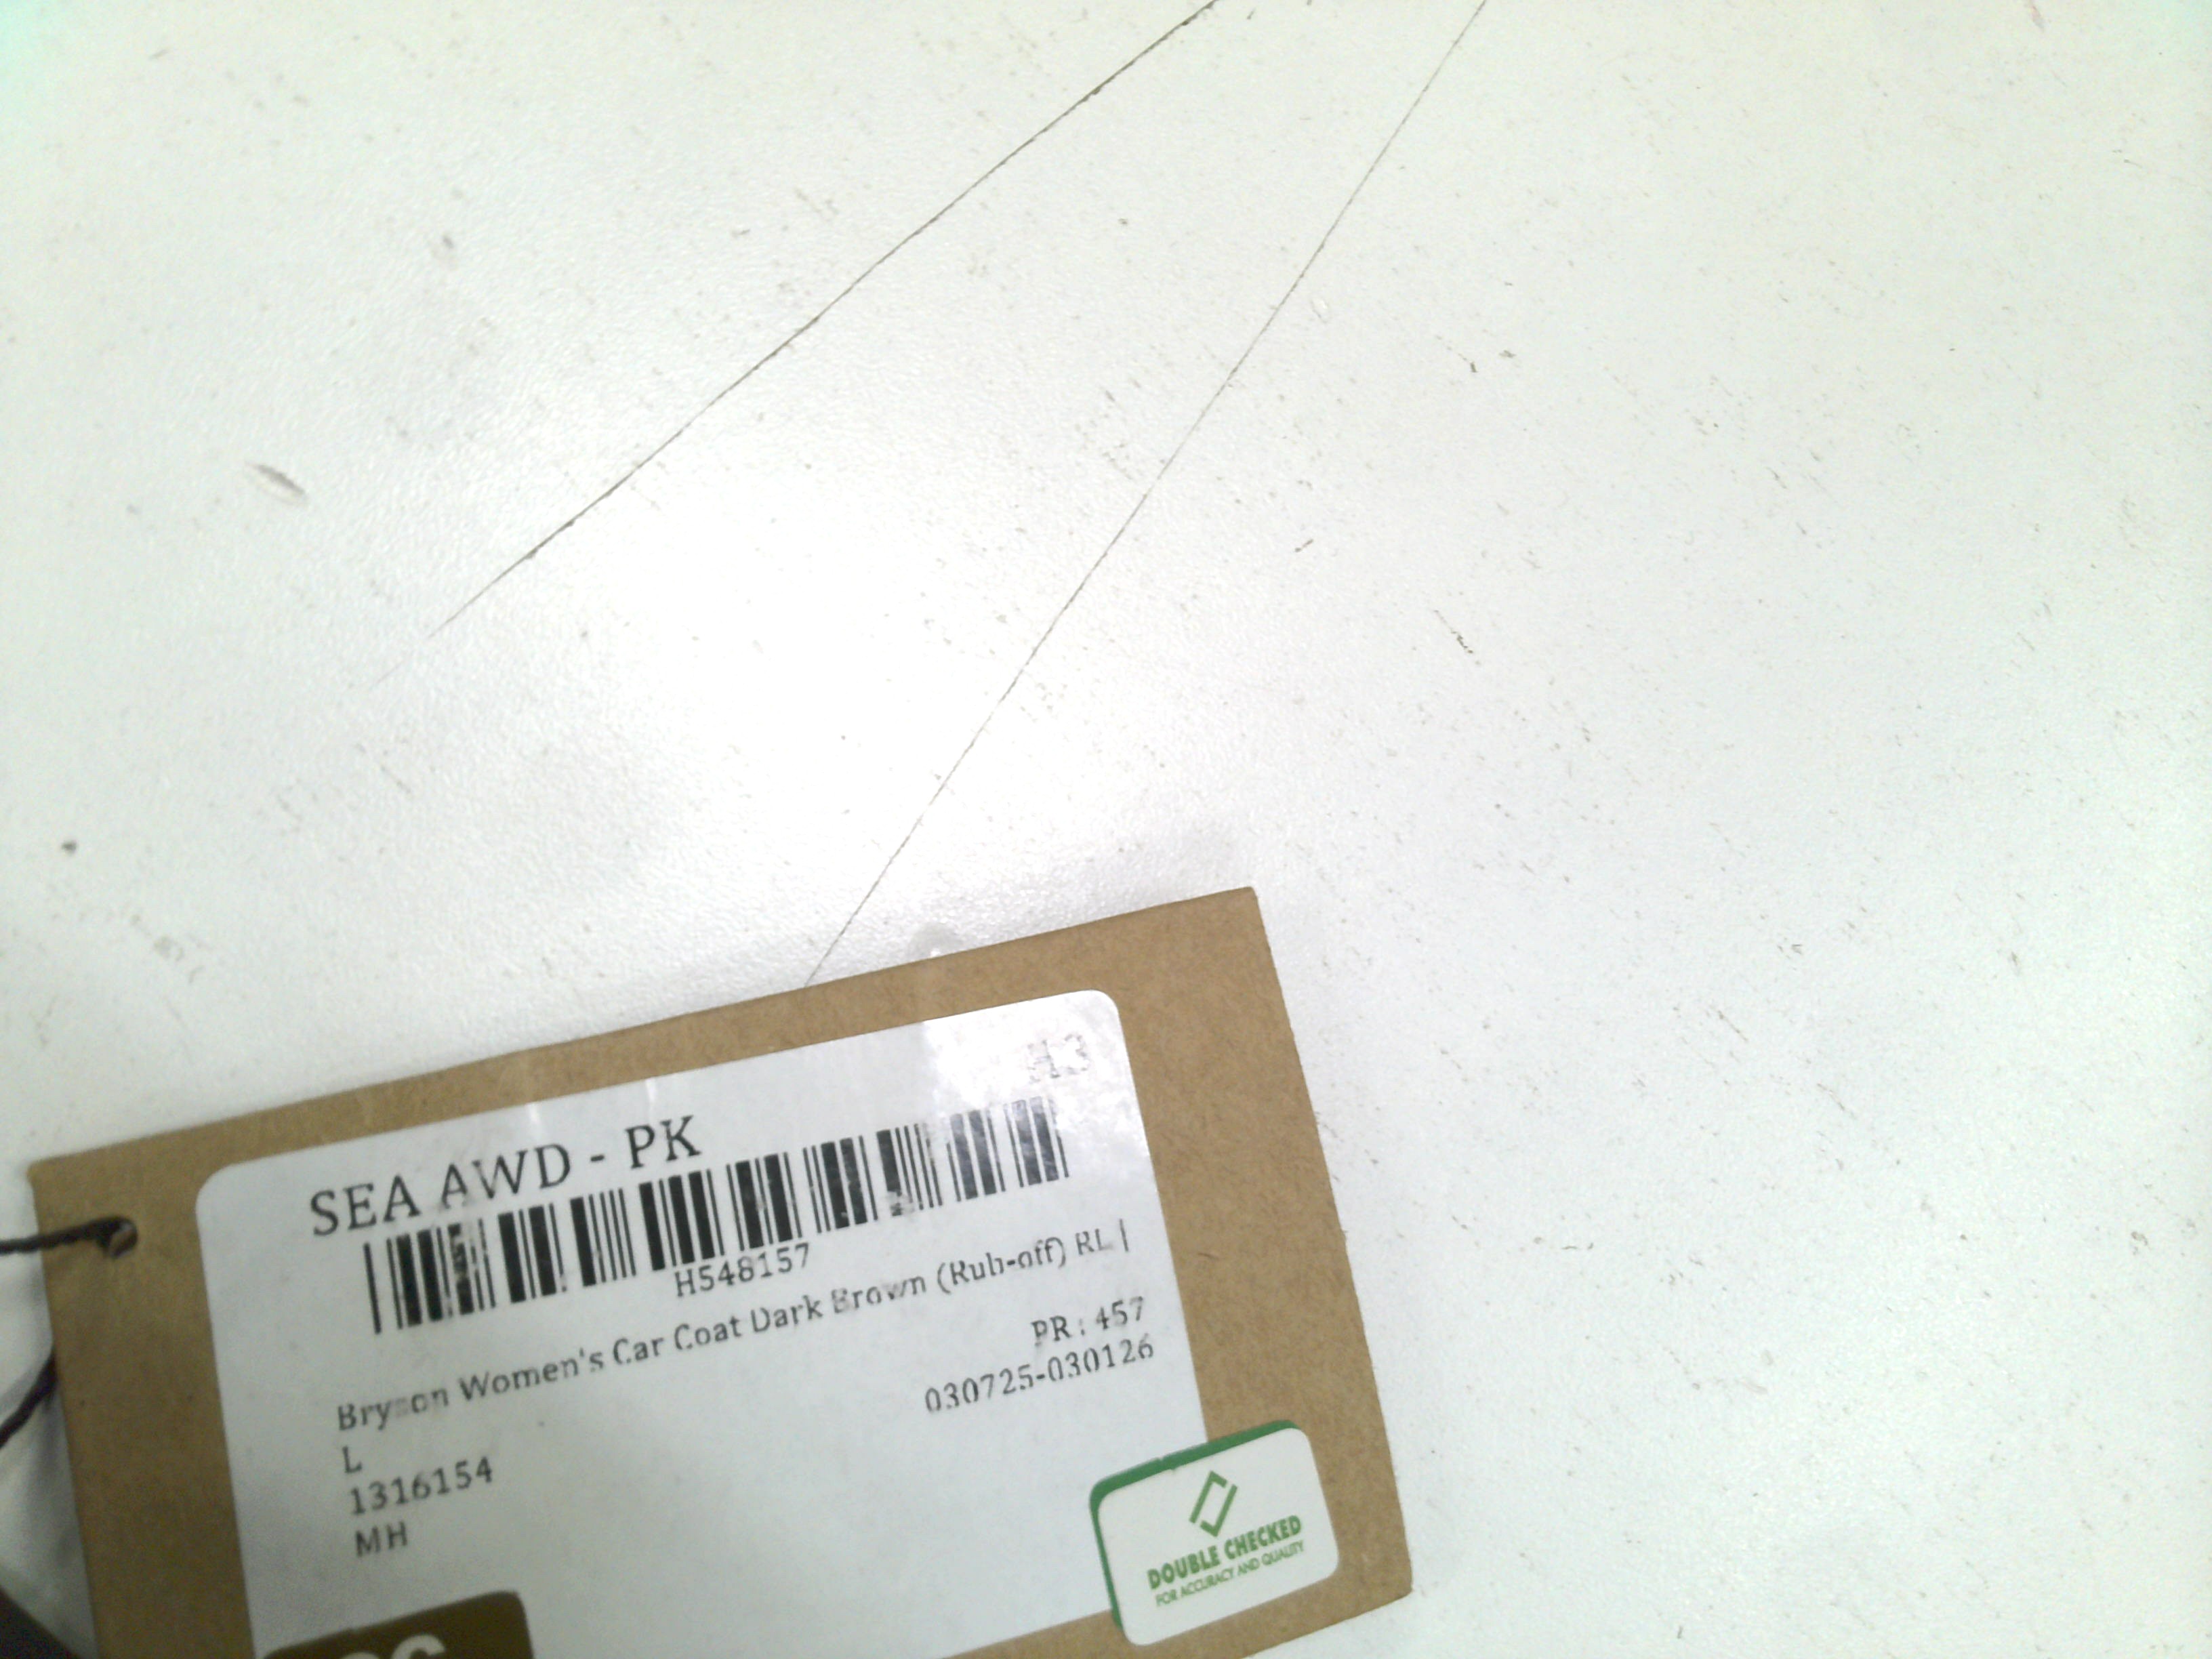 H3
SEA AWD - PK
H548157
Bryson Women's Car Coat Dark Brown (Rub-off) RL |
PR : 457
L
030725-030126
1316154
MH
DOUBLE CHECKED
FOR ACCURACY AND QUALITY